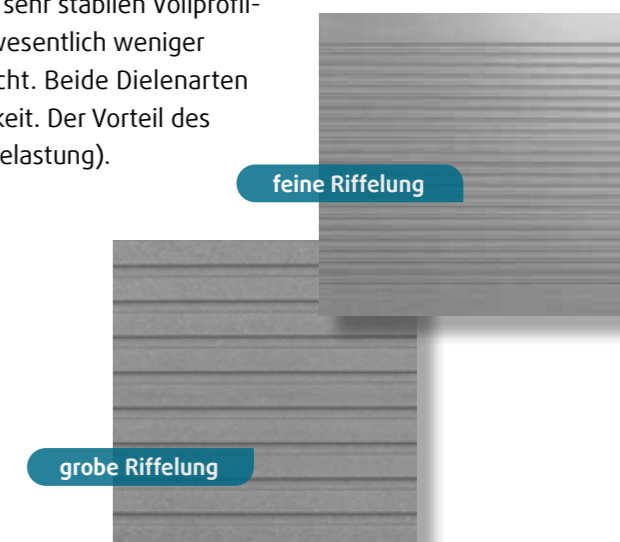 sehr stabilen Vollprofil-
wesentlich weniger
cht. Beide Dielenarten
keit. Der Vorteil des
elastung).
feine Riffelung
grobe Riffelung